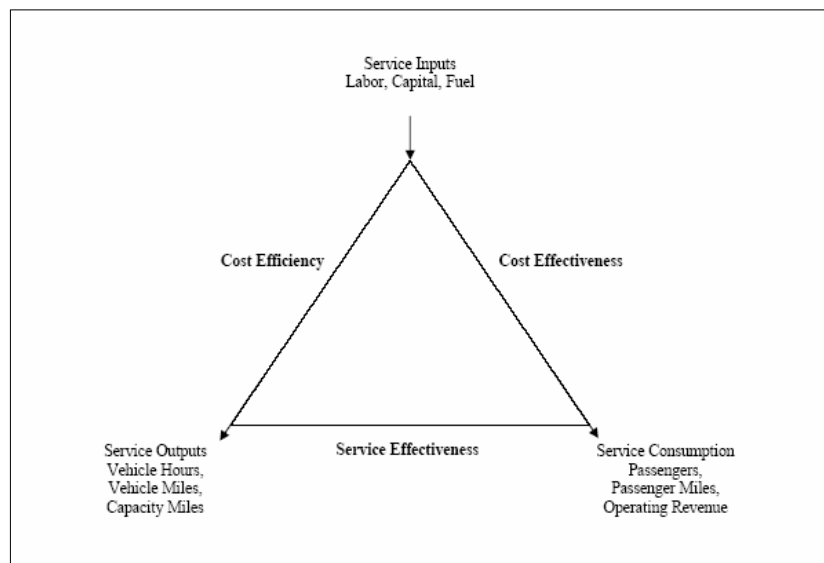 Service Inputs
Labor, Capital, Fuel
Cost Efficiency
Cost Effectiveness
Service Effectiveness
Service Outputs
Vehicle Hours,
Vehicle Miles,
Capacity Miles
Service Consumption
Passengers,
Passenger Miles,
Operating Revenue